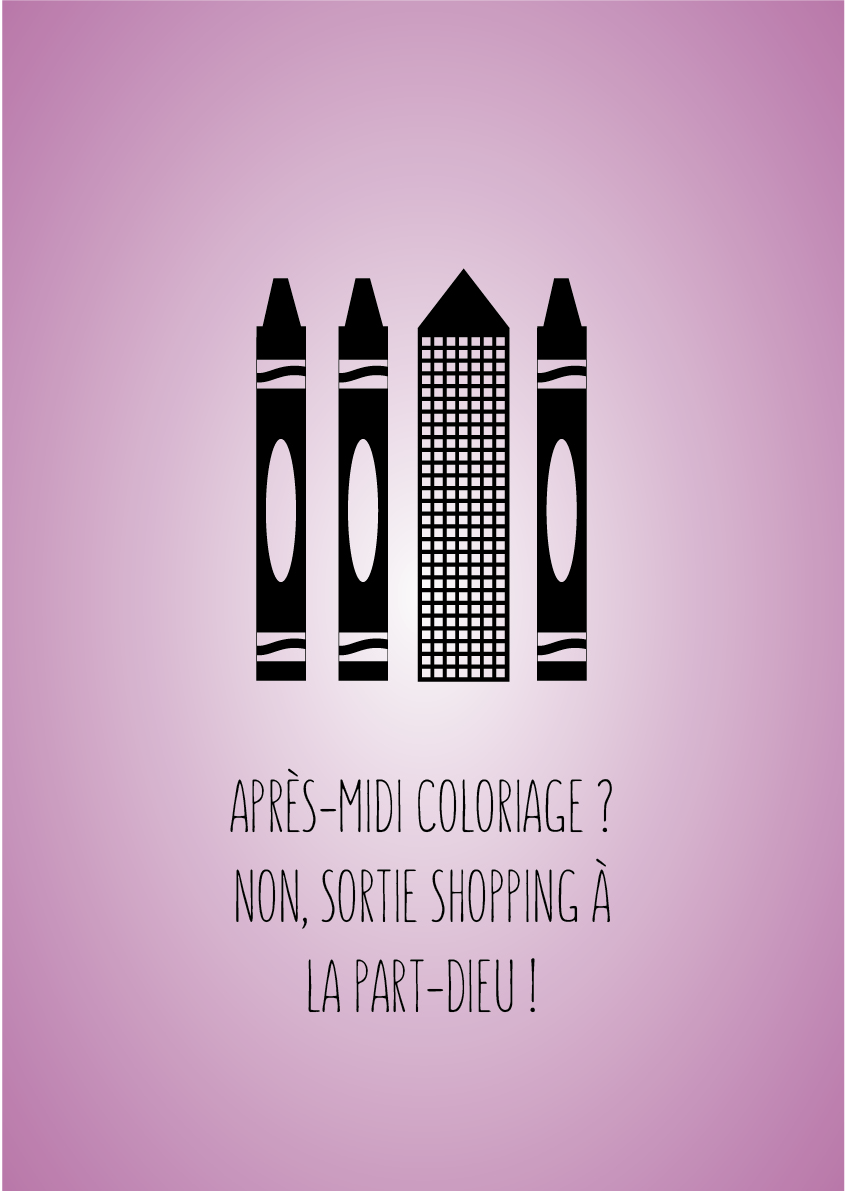 APRÈS-MIDI COLORIAGE ?
NON, SORTIE SHOPPING À
LA PART-DIEU !